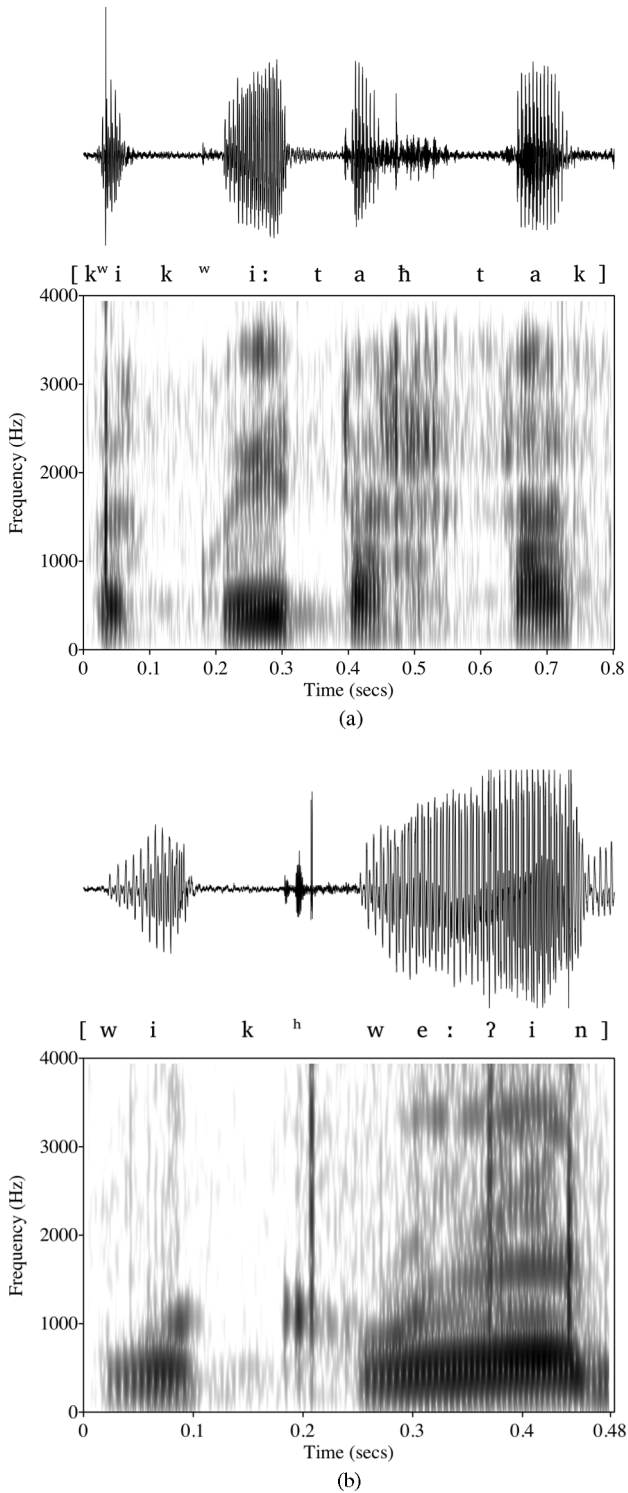 [ kʷ i k ʷ iː t a ħ t a k ]
4000
3000
2000
1000
0
Frequency (Hz)
0 0.1 0.2 0.3 0.4 0.5 0.6 0.7 0.8
Time (secs)
(a)
[ w i k ʰ w e ː ʔ i n ]
4000
3000
2000
1000
0
Frequency (Hz)
0 0.1 0.2 0.3 0.4 0.48
Time (secs)
(b)